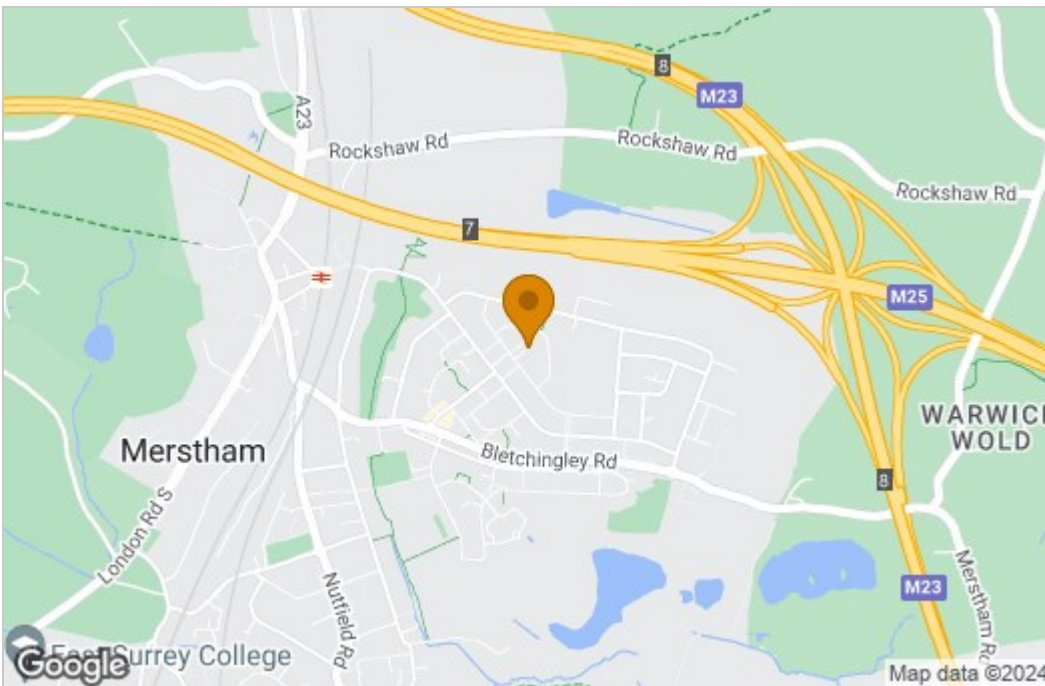 8
M23
A23
Rockshaw Rd
Rockshaw Rd
Rockshaw Rd
7
M25
WARWICK
WOLD
Merstham
Bletchingley Rd
8
London Rd S
Nutfield Rd
M23
Merstham Rd
East Surrey College
Google
Map data ©2024